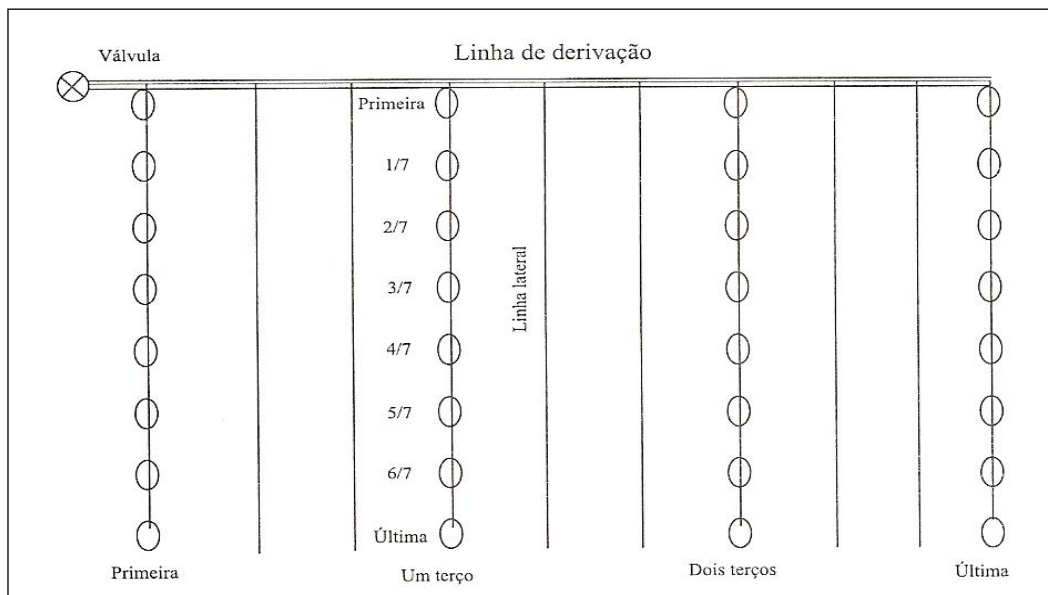 Válvula
Linha de derivação
Primeira
1/7
2/7
3/7
4/7
5/7
6/7
Última
Linha lateral
Primeira
Um terço
Dois terços
Última